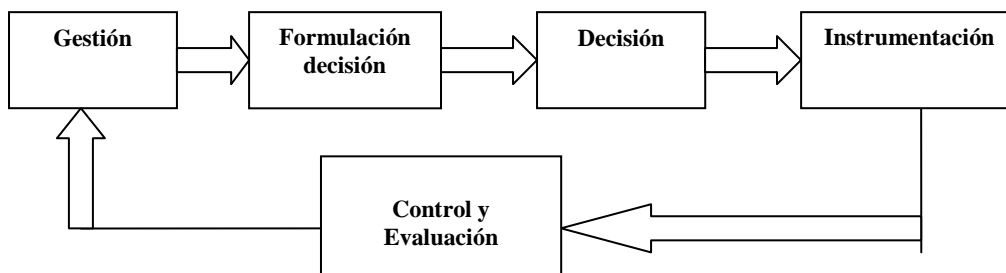 Gestión
Formulación
decisión
Decisión
Instrumentación
Control y
Evaluación